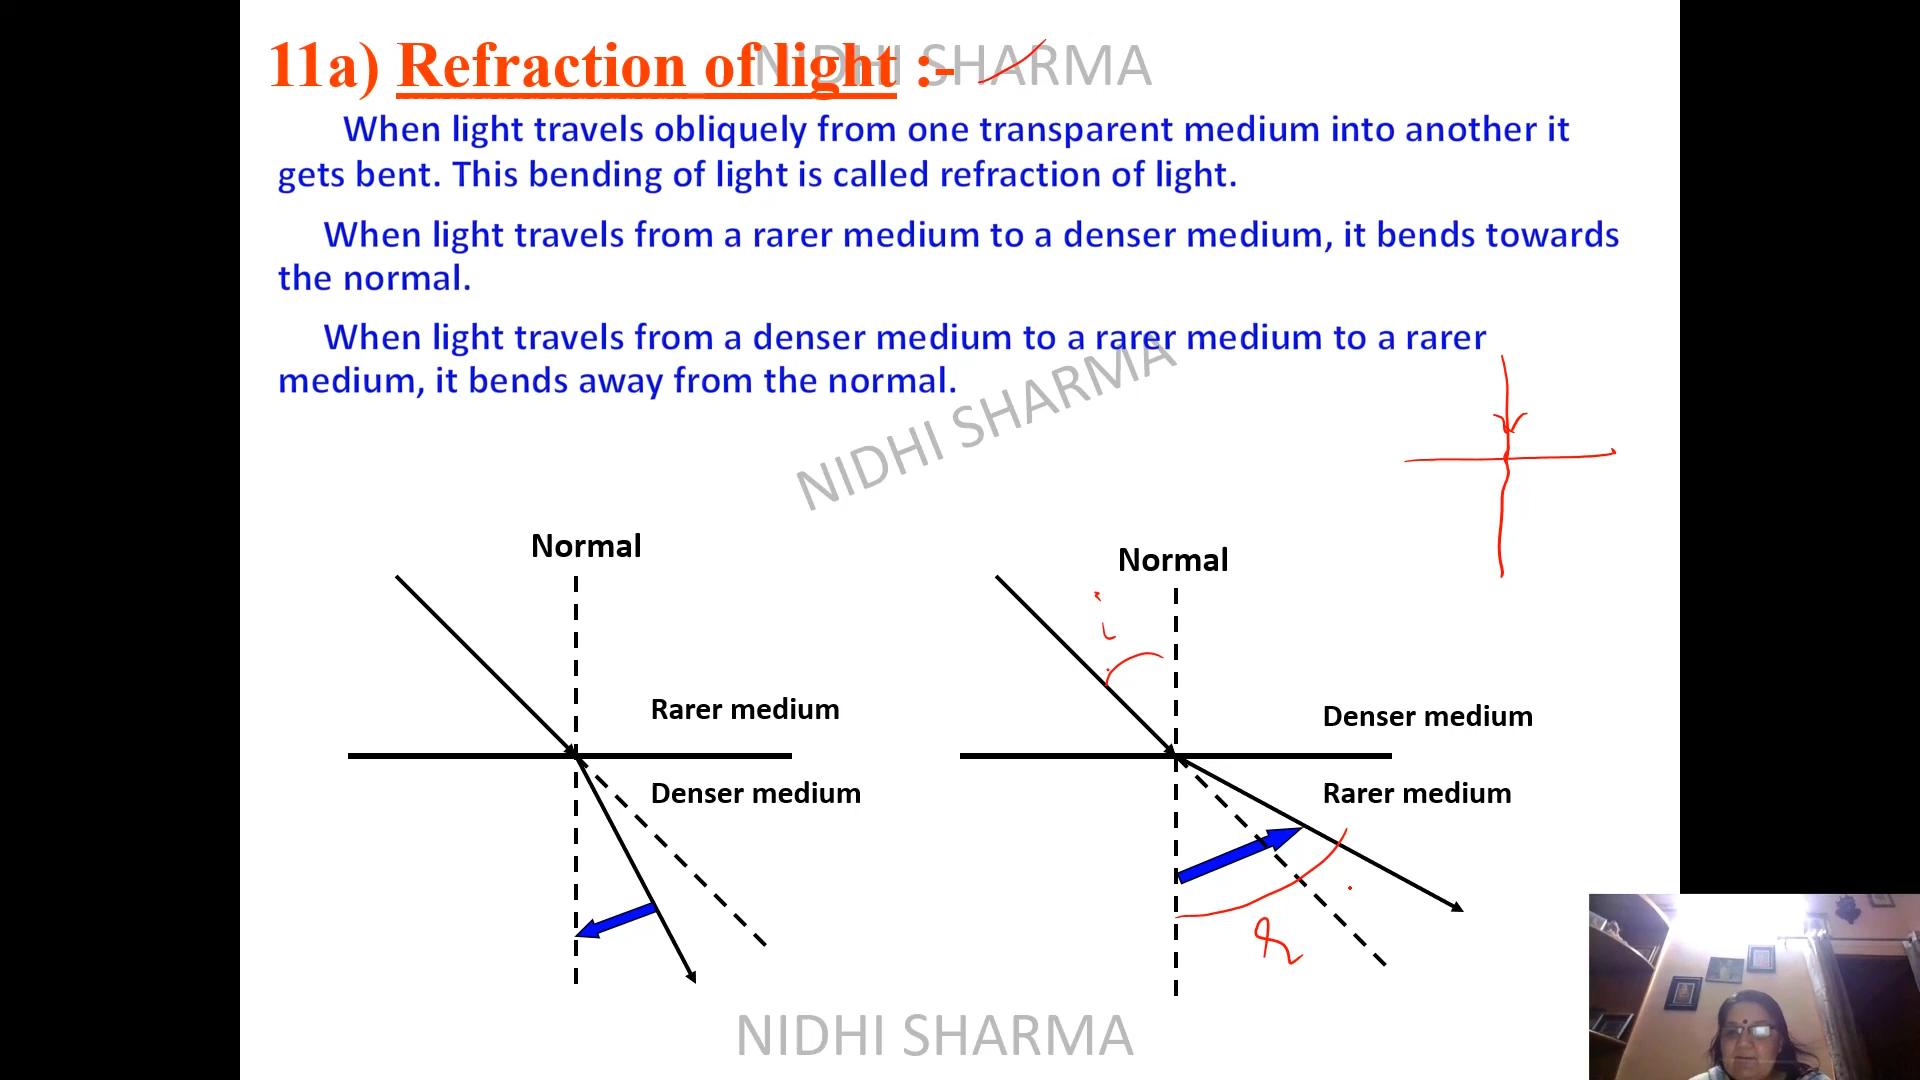 11a) Refraction of light :-
NIDHI SHARMA
When light travels obliquely from one transparent medium into another it
gets bent. This bending of light is called refraction of light.
When light travels from a rarer medium to a denser medium, it bends towards
the normal.
When light travels from a denser medium to a rarer medium to a rarer
medium, it bends away from the normal.
NIDHI SHARMA
Normal
Normal
i
Rarer medium
Denser medium
Denser medium
Rarer medium
r
NIDHI SHARMA